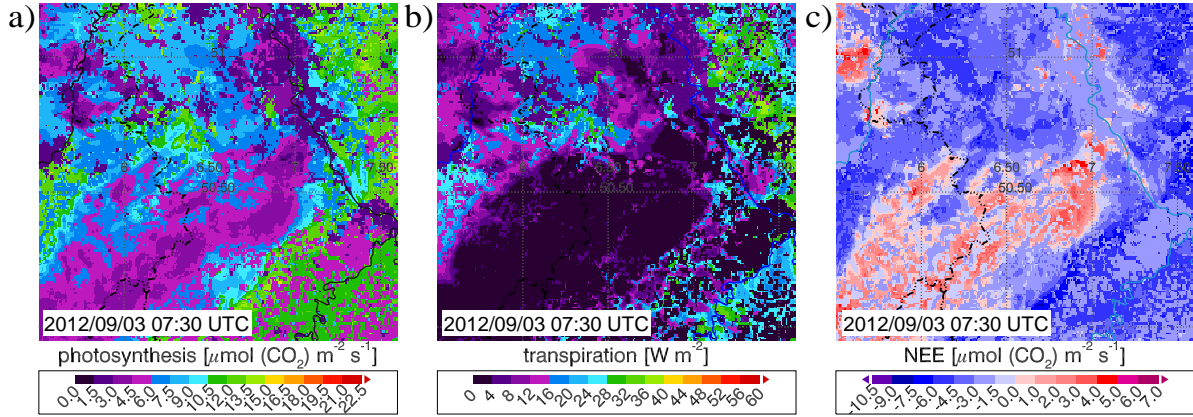 a) b) c)
51 51 51
6 6.50 7 7.50
50.50
6.50 7
50.50
6 6.50 7 7.50
50.50
2012/09/03 07:30 UTC 2012/09/03 07:30 UTC 2012/09/03 07:30 UTC
photosynthesis [μmol (CO₂) m⁻² s⁻¹] transpiration [W m⁻²] NEE [μmol (CO₂) m⁻² s⁻¹]
0.0 1.5 3.0 4.5 6.0 7.5 9.0 10.5 12.0 13.5 15.0 16.5 18.0 19.5 21.0 22.5
0 4 8 12 16 20 24 28 32 36 40 44 48 52 56 60
-10.5 -9.0 -7.5 -6.0 -4.5 -3.0 -1.5 0.0 1.0 2.0 3.0 4.0 5.0 6.0 7.0